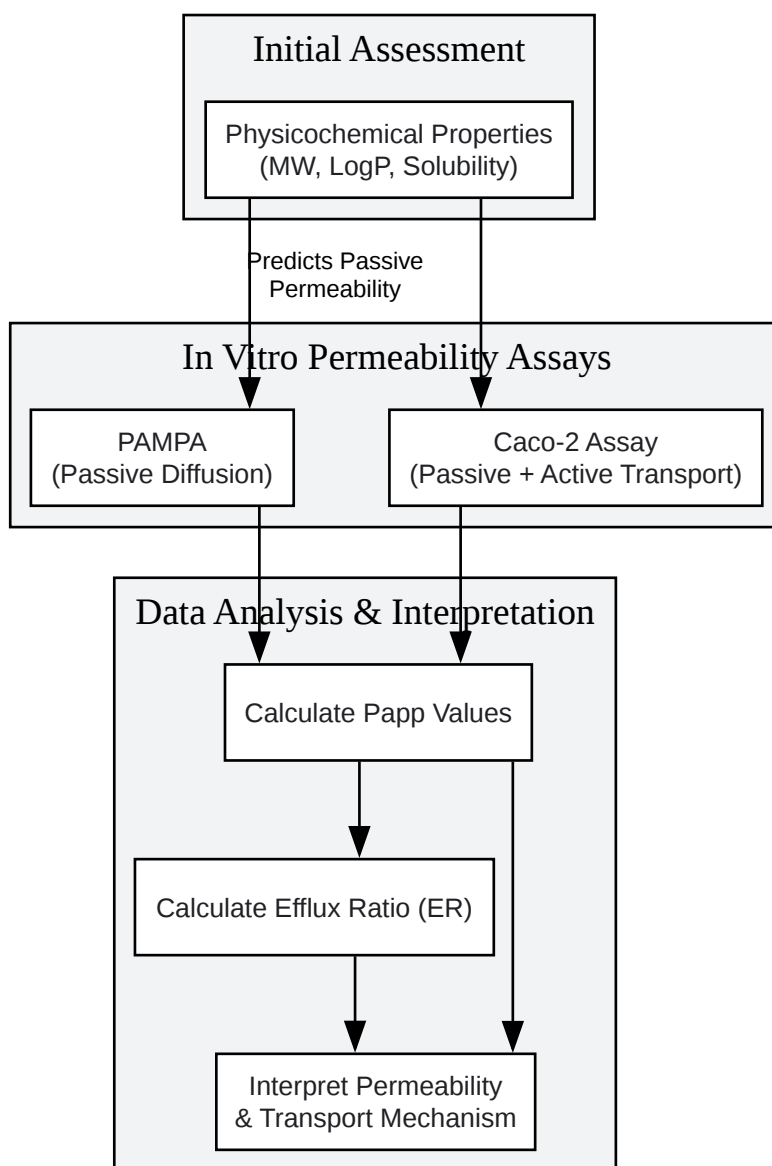 Initial Assessment
Physicochemical Properties
(MW, LogP, Solubility)
Predicts Passive
Permeability
In Vitro Permeability Assays
PAMPA
(Passive Diffusion)
Caco-2 Assay
(Passive + Active Transport)
Data Analysis & Interpretation
Calculate Papp Values
Calculate Efflux Ratio (ER)
Interpret Permeability
& Transport Mechanism